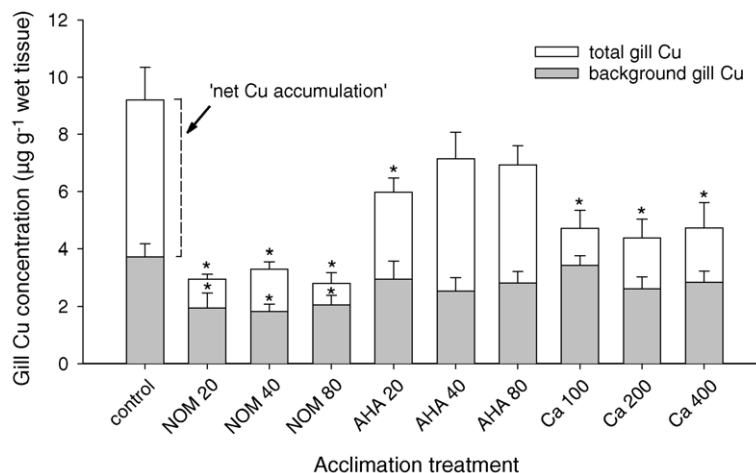 12
10
8
6
4
2
0
Gill Cu concentration (µg g⁻¹ wet tissue)
'net Cu accumulation'
total gill Cu
background gill Cu
*
*
*
*
*
*
*
*
*
*
control
NOM 20
NOM 40
NOM 80
AHA 20
AHA 40
AHA 80
Ca 100
Ca 200
Ca 400
Acclimation treatment